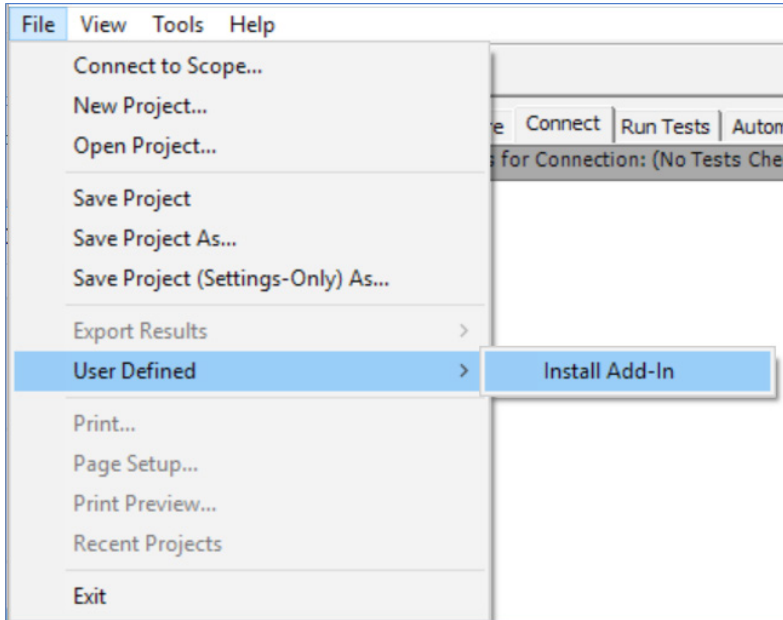 File View Tools Help
Connect to Scope...
New Project...
Open Project...
Connect Run Tests
for Connection: (No Tests
Save Project
Save Project As...
Save Project (Settings-Only) As...
Export Results
User Defined
Install Add-In
Print...
Page Setup...
Print Preview...
Recent Projects
Exit